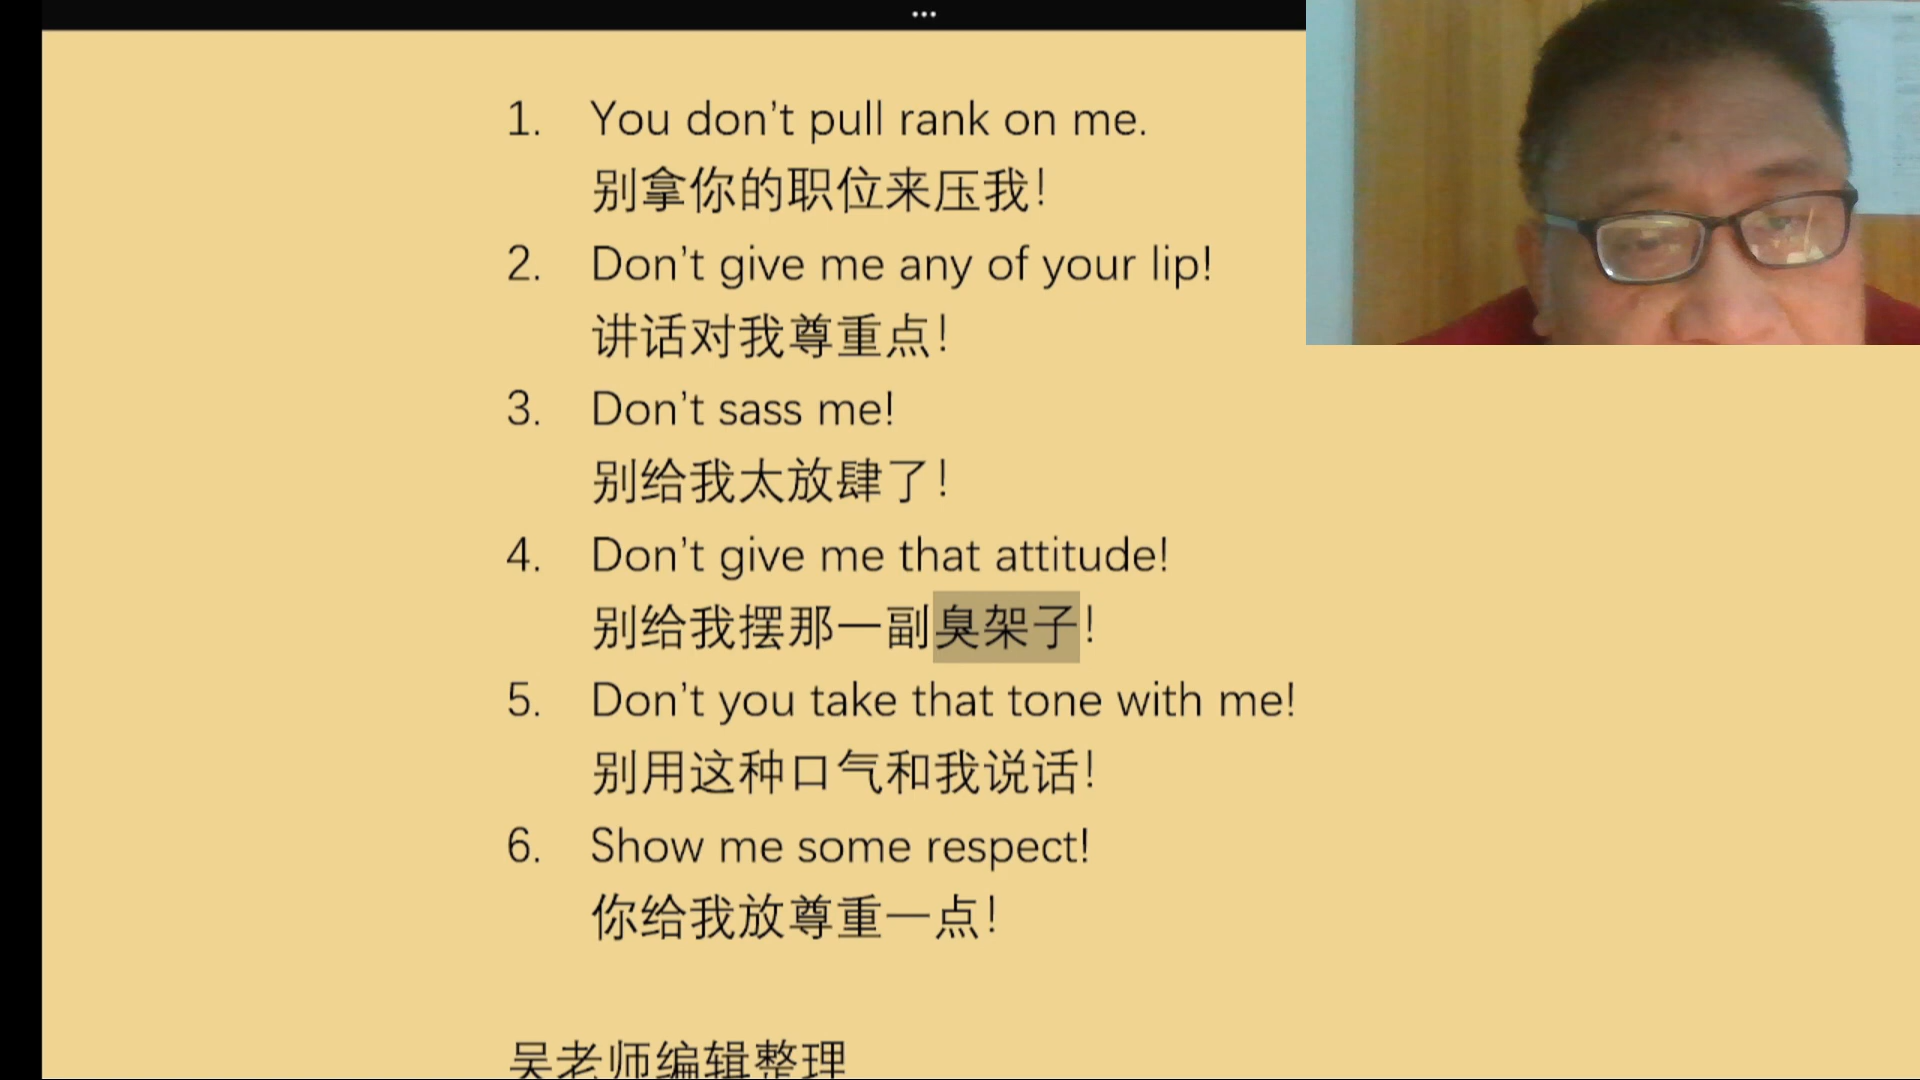 1. You don't pull rank on me.
别拿你的职位来压我！
2. Don't give me any of your lip!
讲话对我尊重点！
3. Don't sass me!
别给我太放肆了！
4. Don't give me that attitude!
别给我摆那一副臭架子！
5. Don't you take that tone with me!
别用这种口气和我说话！
6. Show me some respect!
你给我放尊重一点！
吴老师编辑整理